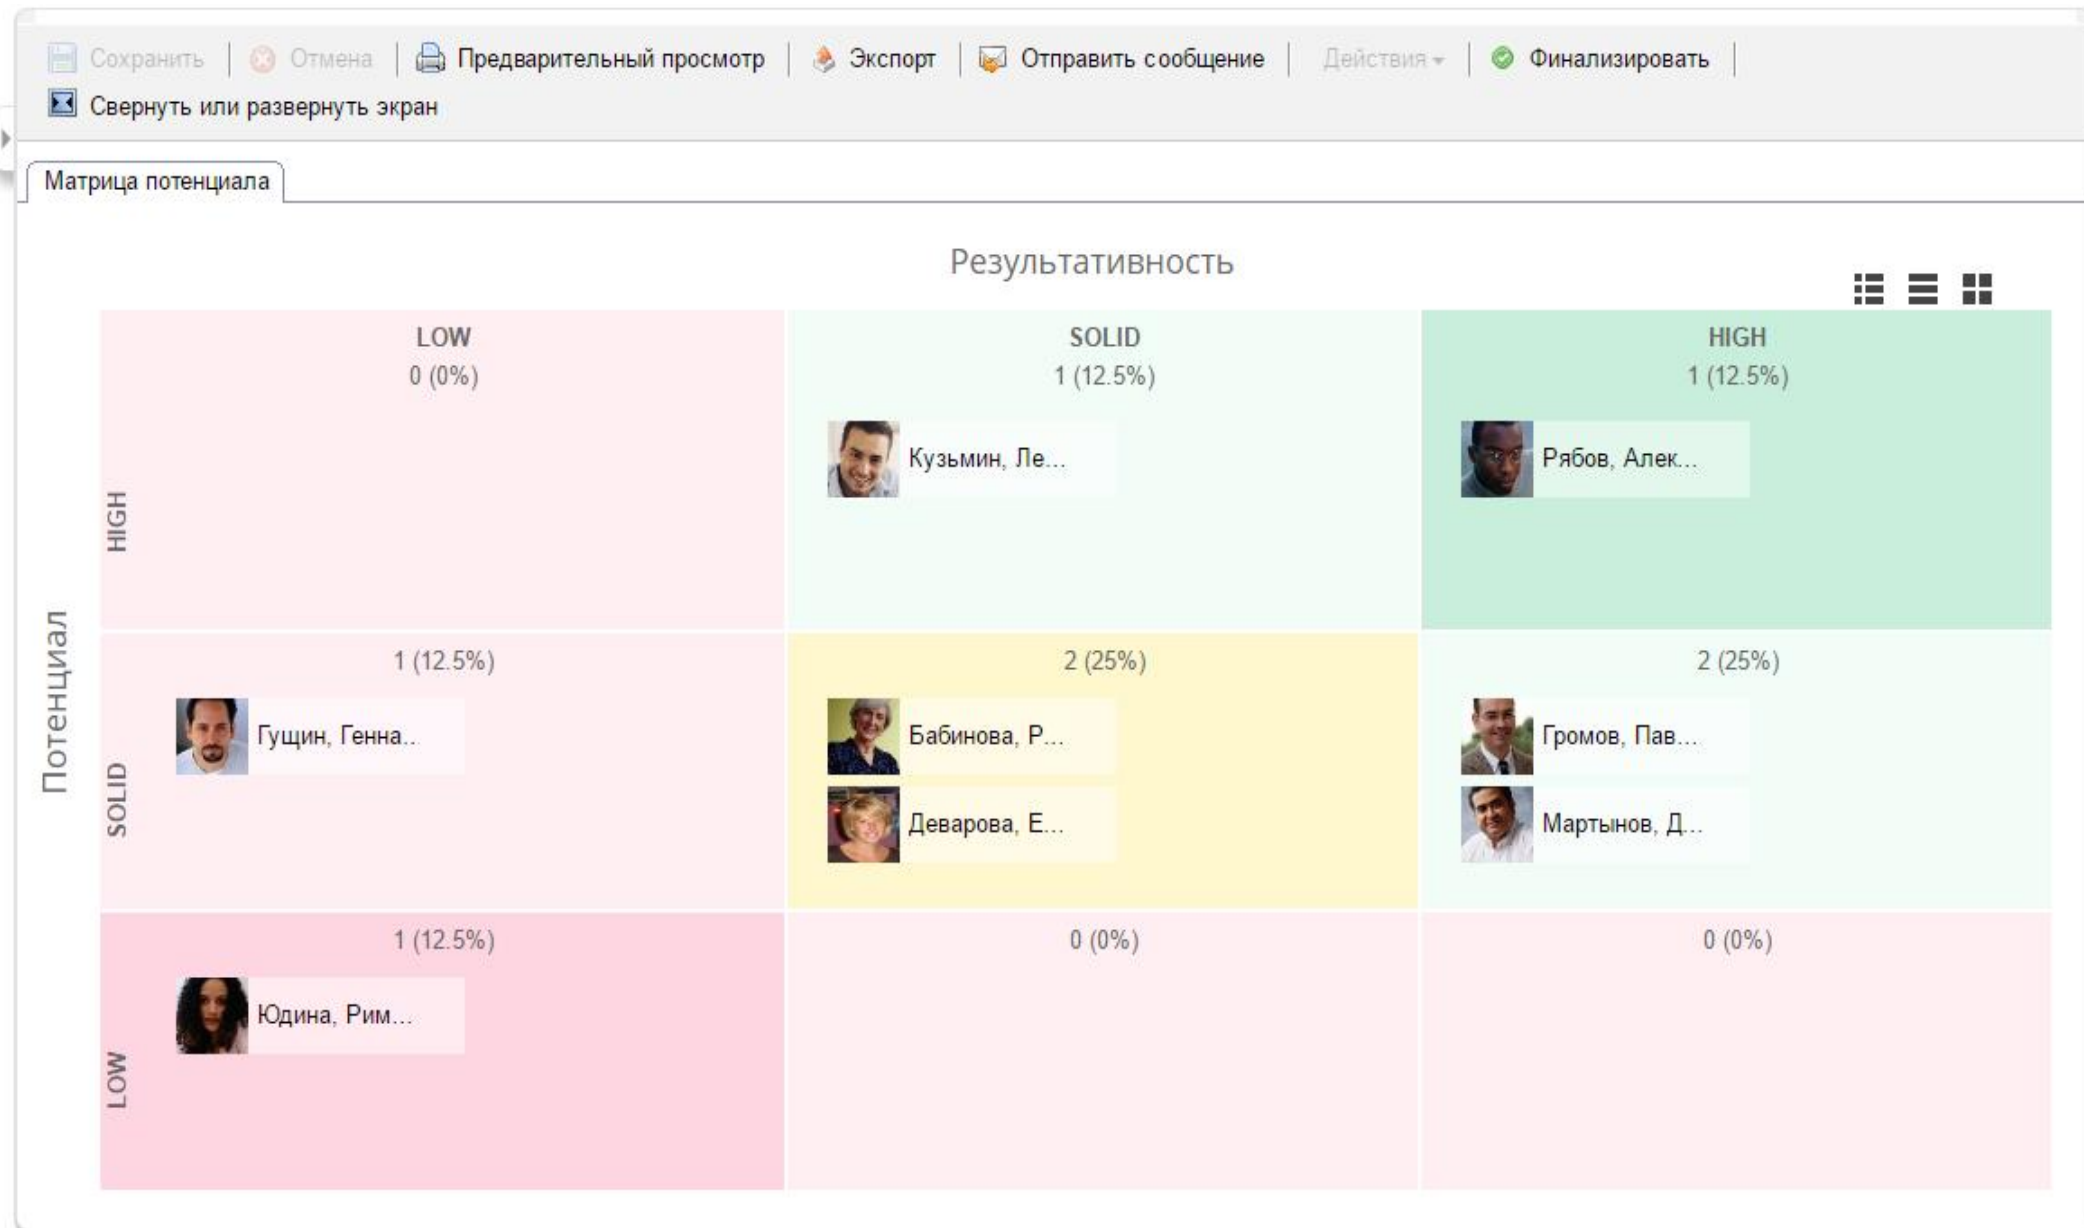 Сохранить Отмена Предварительный просмотр Экспорт Отправить сообщение Действия Финализировать
Свернуть или развернуть экран
Матрица потенциала
Результативность
LOW SOLID HIGH
0 (0%) 1 (12.5%) 1 (12.5%)
Кузьмин, Ле... Рябов, Алек...
HIGH
Потенциал
1 (12.5%) 2 (25%) 2 (25%)
Гущин, Генна... Бабинова, Р... Громов, Пав...
SOLID
Деварова, Е... Мартынов, Д...
1 (12.5%) 0 (0%) 0 (0%)
Юдина, Рим...
LOW